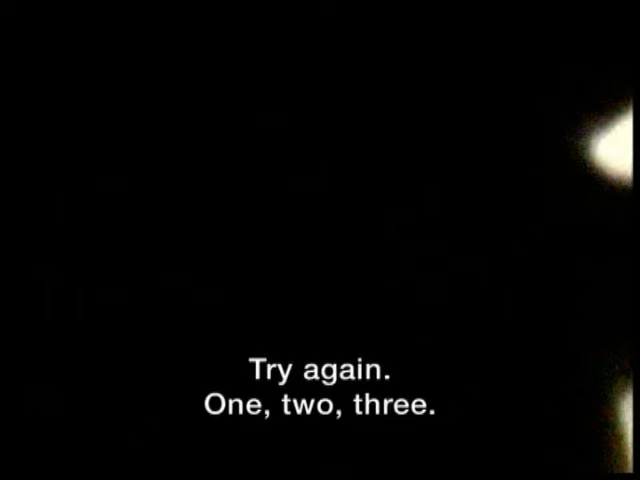 Try again.
One, two, three.